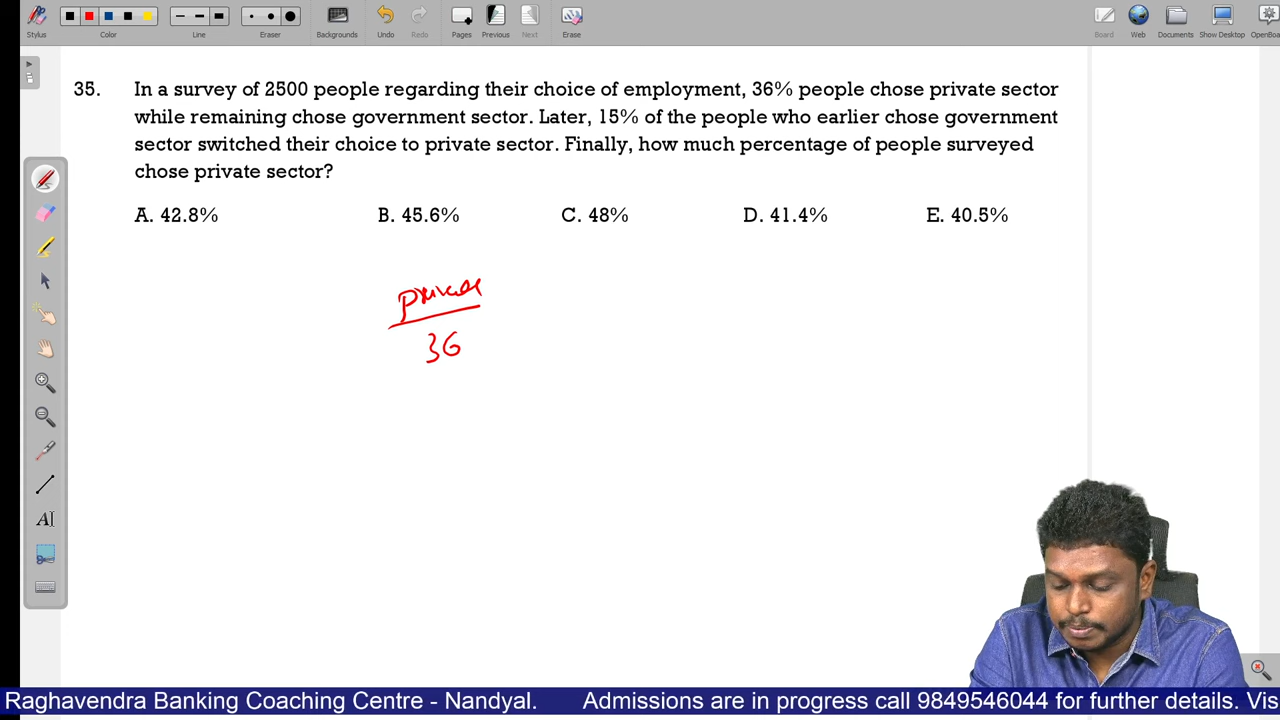 Stylus
Color
Line
Eraser
Backgrounds
Undo
Redo
Pages
Previous
Next
Erase
Board
Web
Documents
Show Desktop
OpenBoa
35. In a survey of 2500 people regarding their choice of employment, 36% people chose private sector
while remaining chose government sector. Later, 15% of the people who earlier chose government
sector switched their choice to private sector. Finally, how much percentage of people surveyed
chose private sector?
A. 42.8% B. 45.6% C. 48% D. 41.4% E. 40.5%
36
Raghavendra Banking Coaching Centre - Nandyal. Admissions are in progress call 9849546044 for further details. Vis